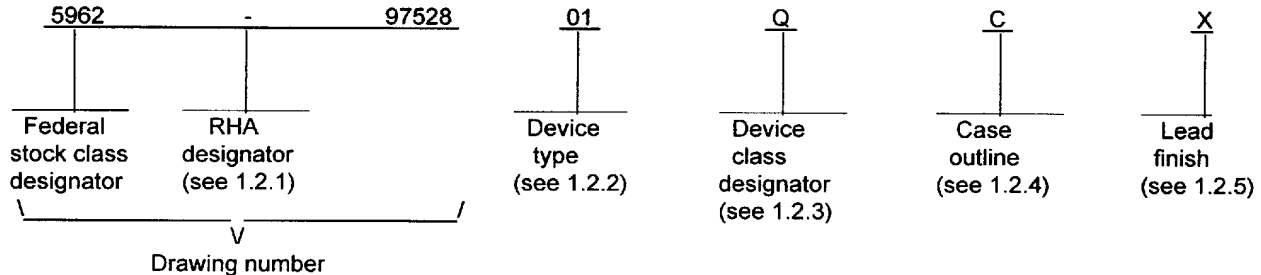 5962 - 97528 01 Q C X
Federal stock class designator
RHA designator (see 1.2.1)
Device type (see 1.2.2)
Device class designator (see 1.2.3)
Case outline (see 1.2.4)
Lead finish (see 1.2.5)
Drawing number